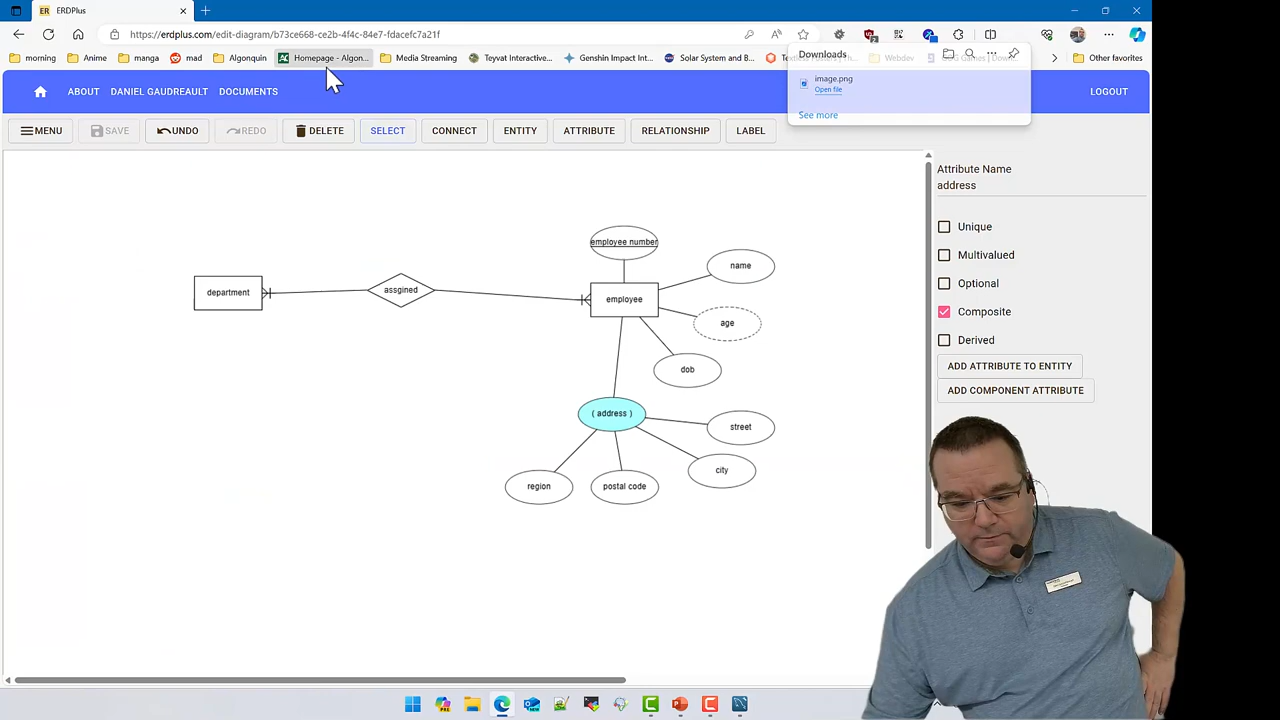 ERDPlus
https://erdplus.com/edit-diagram/b73ce668-ce2b-4f4c-84e7-fdacefc7a21f
morning
Anime
manga
mad
Algonquin
Homepage - Algon...
Media Streaming
Teyvat Interactive...
Genshin Impact Int...
Solar System and B...
Webdev
Other favorites
Downloads
image.png
Open file
See more
ABOUT
DANIEL GAUDREAULT
DOCUMENTS
LOGOUT
MENU
SAVE
UNDO
REDO
DELETE
SELECT
CONNECT
ENTITY
ATTRIBUTE
RELATIONSHIP
LABEL
Attribute Name
address
Unique
Multivalued
Optional
Composite
Derived
ADD ATTRIBUTE TO ENTITY
ADD COMPONENT ATTRIBUTE
employee number
name
department
assgined
employee
age
dob
( address )
street
city
region
postal code